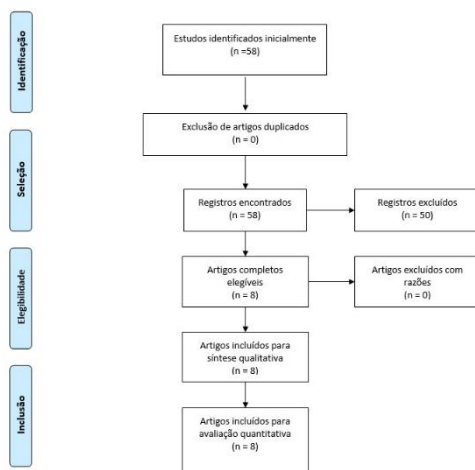 Identificação
Estudos identificados inicialmente
(n =58)
Exclusão de artigos duplicados
(n = 0)
Seleção
Registros encontrados
(n = 58)
Registros excluídos
(n = 50)
Elegibilidade
Artigos completos
elegíveis
(n = 8)
Artigos excluídos com
razões
(n = 0)
Artigos incluídos para
síntese qualitativa
(n = 8)
Inclusão
Artigos incluídos para
avaliação quantitativa
(n = 8)